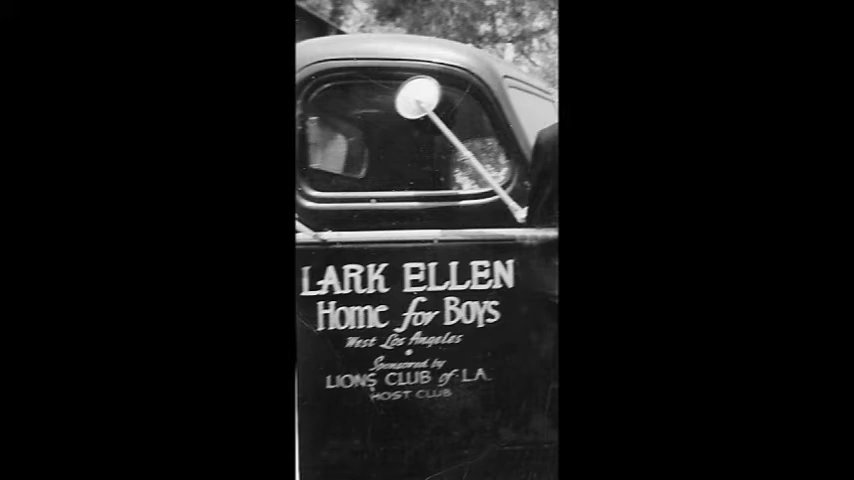 LARK ELLEN
Home for Boys
West Los Angeles
Sponsored by
LIONS CLUB of L.A.
HOST CLUB